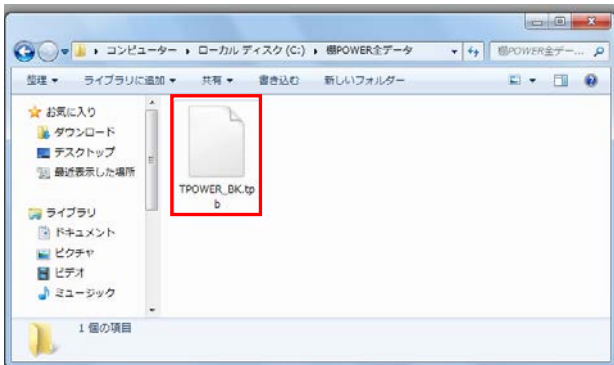 コンピューター ▸ ローカル ディスク (C:) ▸ 棚POWER全データ
棚POWER全デー...
整理 ライブラリに追加 共有 書き込む 新しいフォルダー
お気に入り
ダウンロード
デスクトップ
最近表示した場所
ライブラリ
ドキュメント
ピクチャ
ビデオ
ミュージック
TPOWER_BK.tp
b
1 個の項目